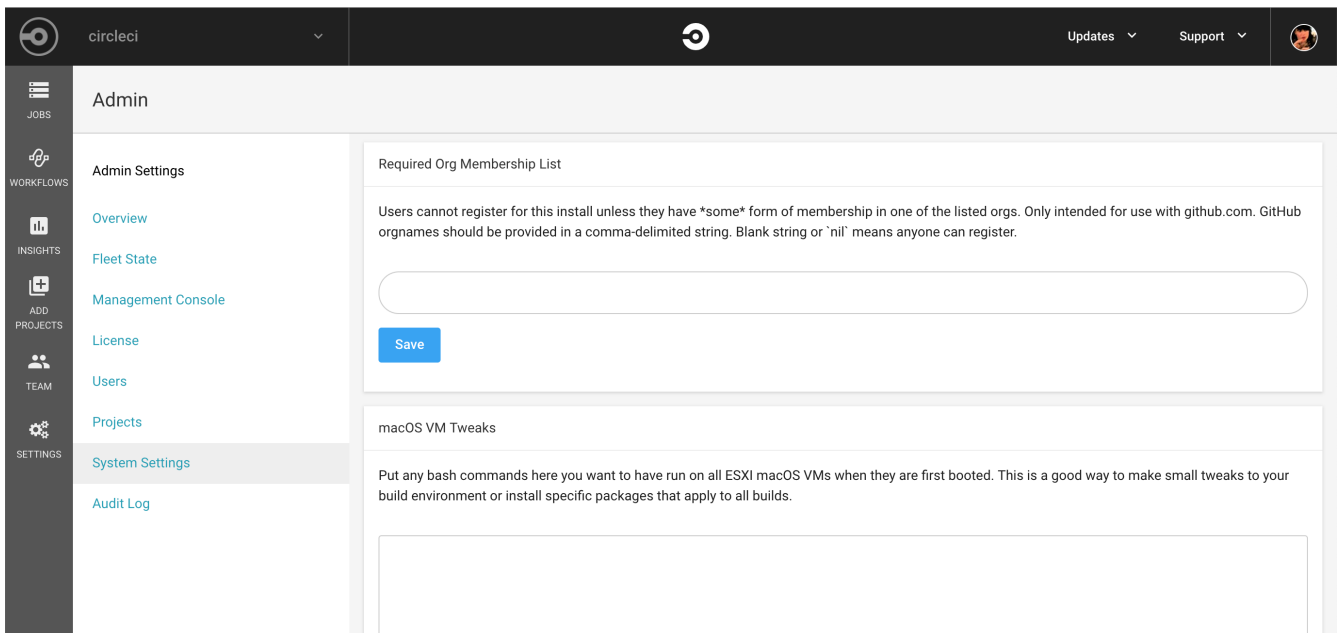 circleci
Updates
Support
JOBS
WORKFLOWS
INSIGHTS
ADD
PROJECTS
TEAM
SETTINGS
Admin
Admin Settings
Overview
Fleet State
Management Console
License
Users
Projects
System Settings
Audit Log
Required Org Membership List
Users cannot register for this install unless they have *some* form of membership in one of the listed orgs. Only intended for use with github.com. GitHub
orgnames should be provided in a comma-delimited string. Blank string or `nil` means anyone can register.
Save
macOS VM Tweaks
Put any bash commands here you want to have run on all ESXI macOS VMs when they are first booted. This is a good way to make small tweaks to your
build environment or install specific packages that apply to all builds.